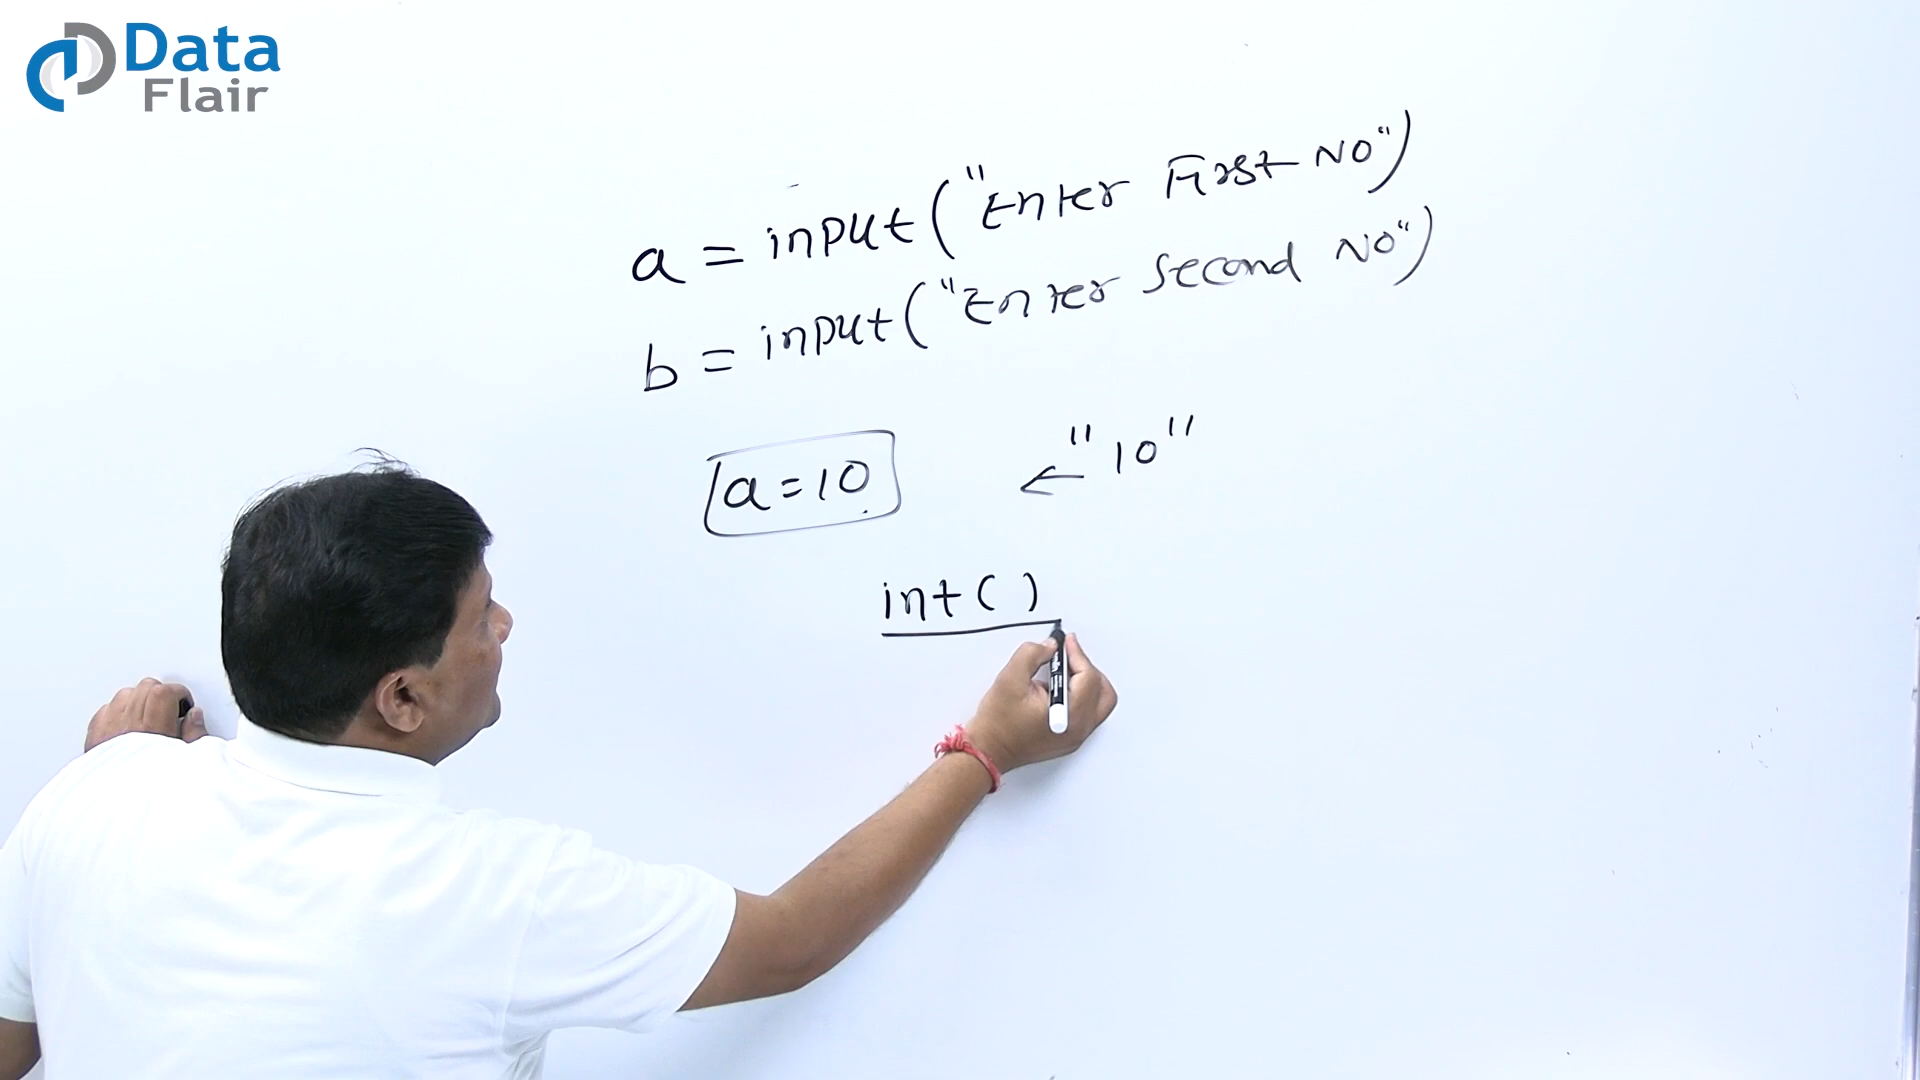 Data
Flair
a = input("Enter First NO")
b = input("Enter Second NO")
a=10
← "10"
int( )